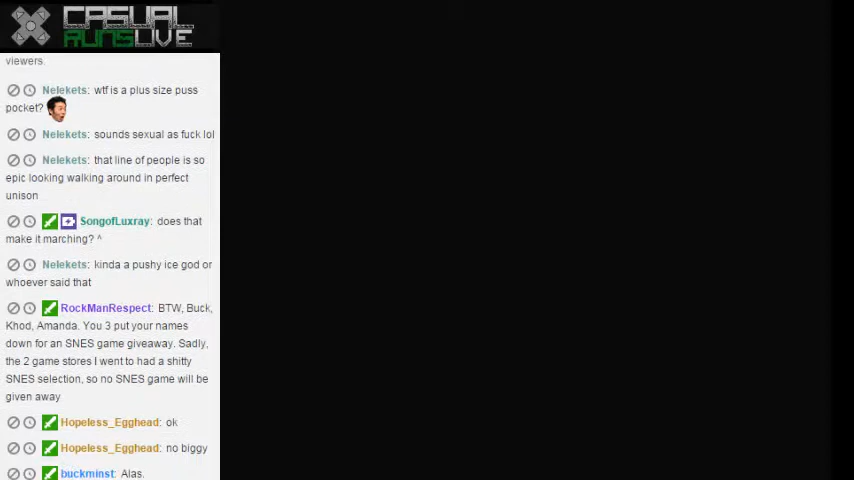 CASUAL
RUNSLIVE
viewers.
Nelekets: wtf is a plus size puss
pocket?
Nelekets: sounds sexual as fuck lol
Nelekets: that line of people is so
epic looking walking around in perfect
unison
SongofLuxray: does that
make it marching? ^
Nelekets: kinda a pushy ice god or
whoever said that
RockManRespect: BTW, Buck,
Khod, Amanda. You 3 put your names
down for an SNES game giveaway. Sadly,
the 2 game stores I went to had a shitty
SNES selection, so no SNES game will be
given away
Hopeless_Egghead: ok
Hopeless_Egghead: no biggy
buckminst: Alas.